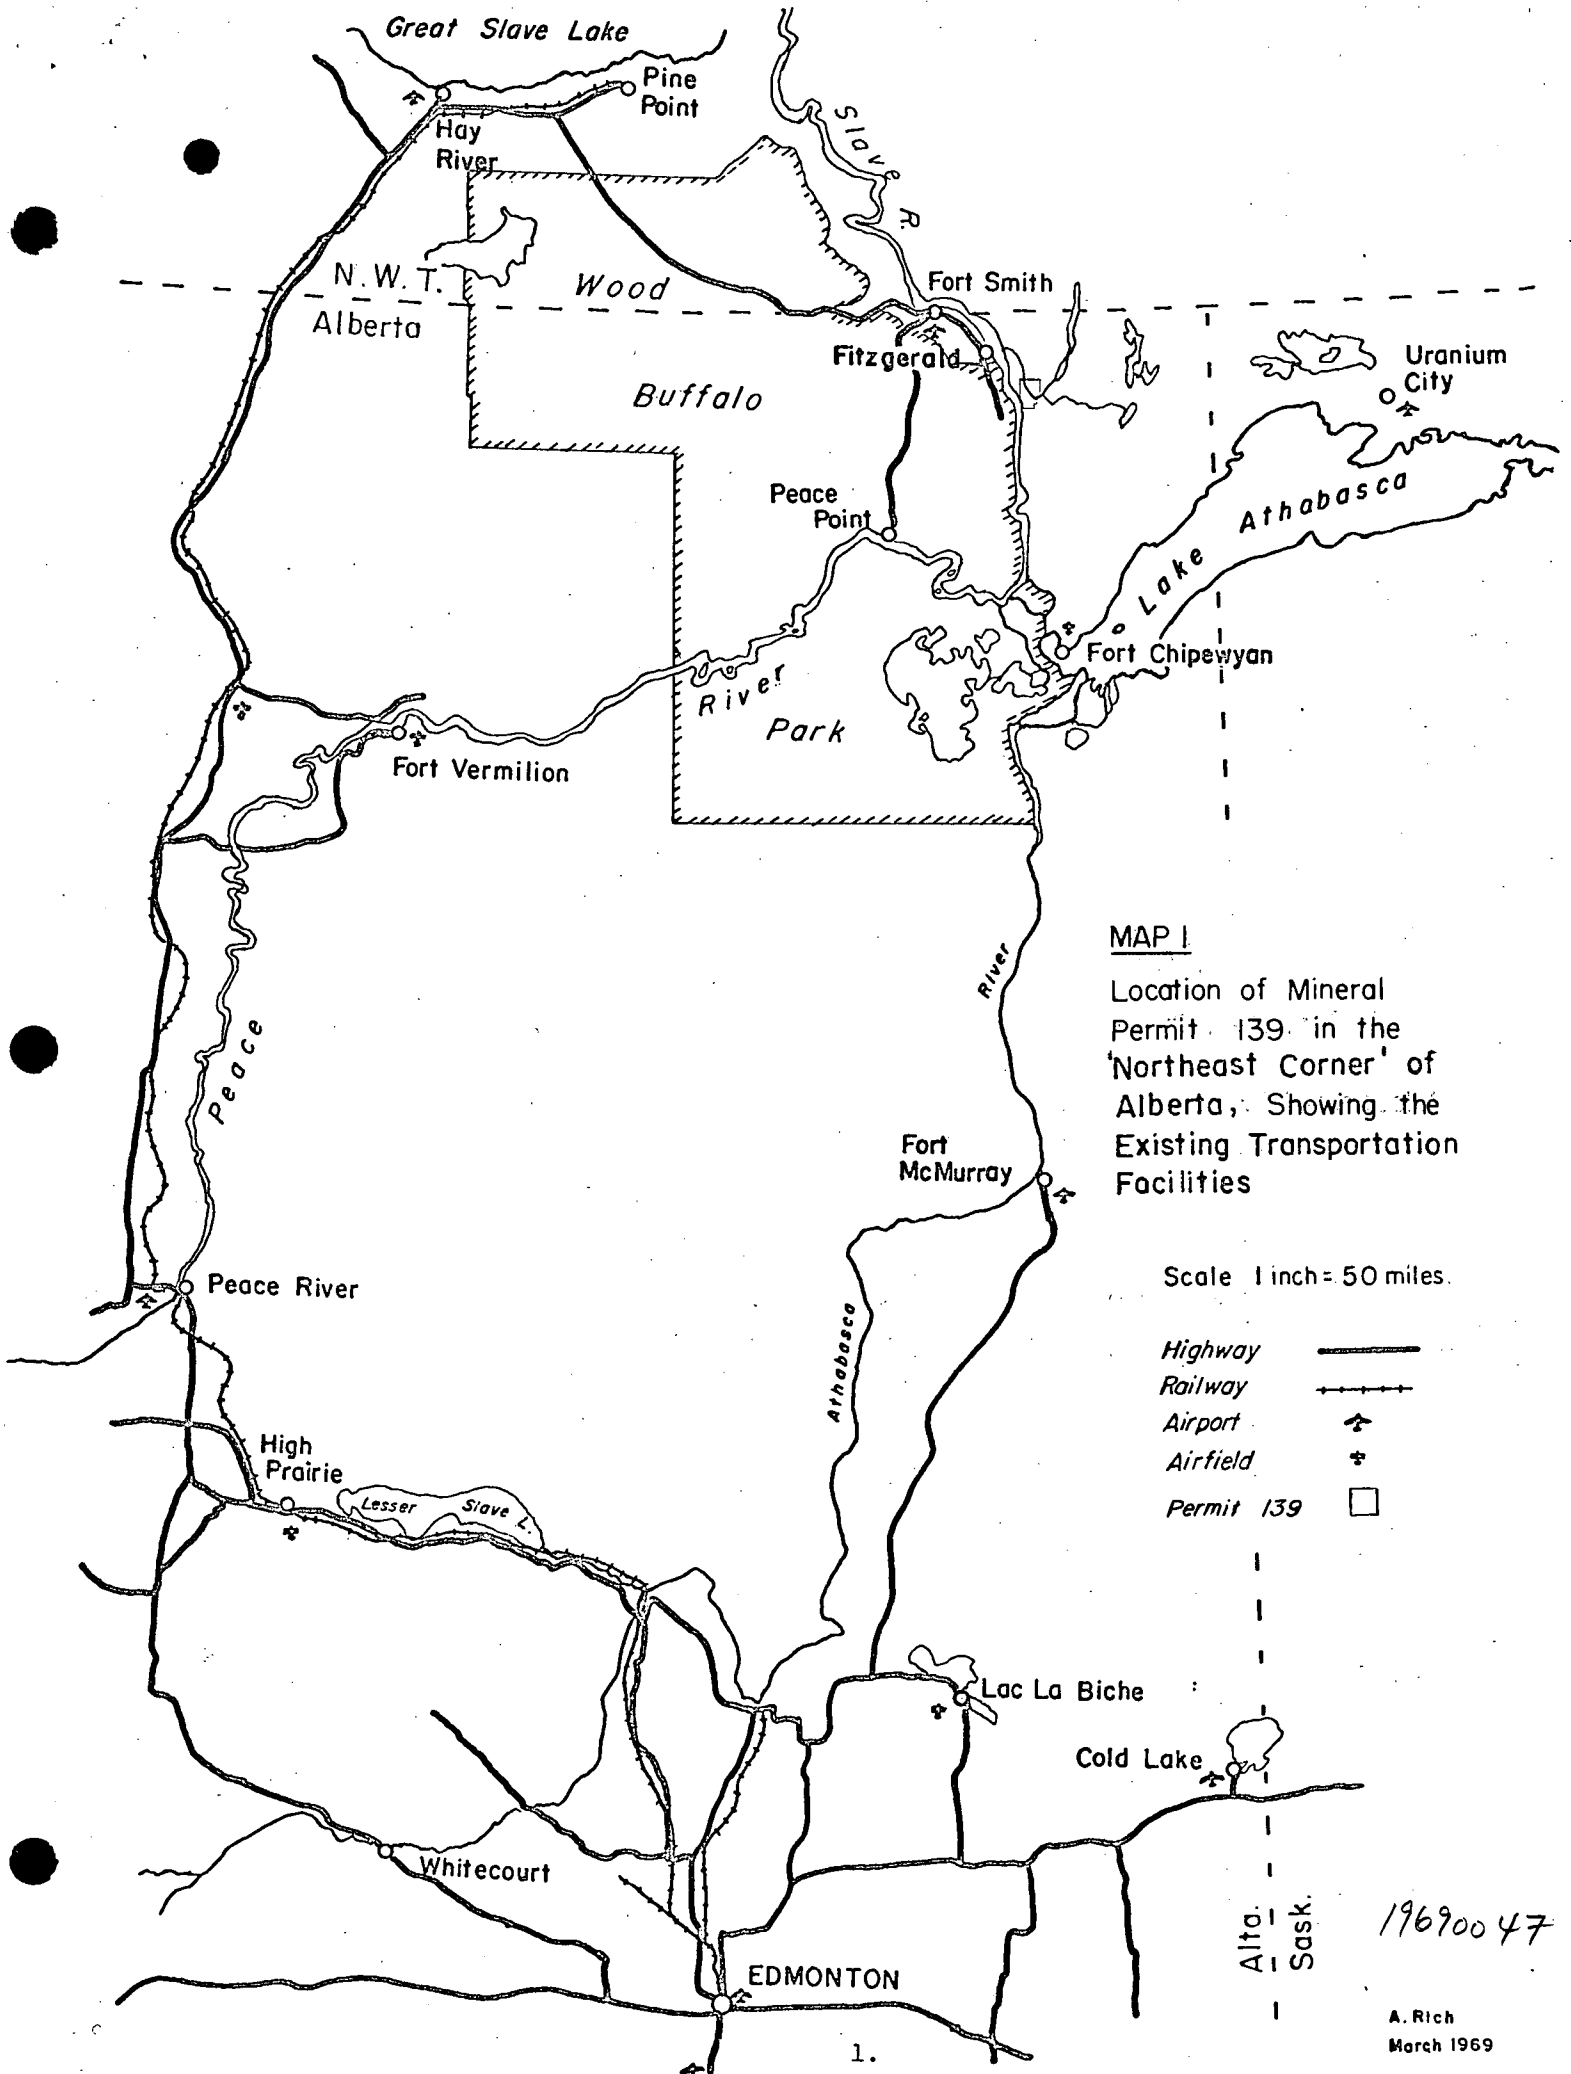 Great Slave Lake
Pine
Point
Hay
River
Slave R.
N. W. T.
Alberta
Wood
Fort Smith
Fitzgerald
Uranium
City
Buffalo
Peace
Point
Lake Athabasca
Fort Chipewyan
River
Park
Fort Vermilion
Peace
River
MAP 1
Location of Mineral
Permit 139 in the
'Northeast Corner' of
Alberta, Showing the
Existing Transportation
Facilities
Fort
McMurray
Scale 1 inch = 50 miles.
Peace River
Athabasca
Highway
Railway
Airport
Airfield
Permit 139
High
Prairie
Lesser Slave L.
Lac La Biche
Cold Lake
Whitecourt
Alta.
Sask.
19690047
EDMONTON
A. Rich
March 1969
1.